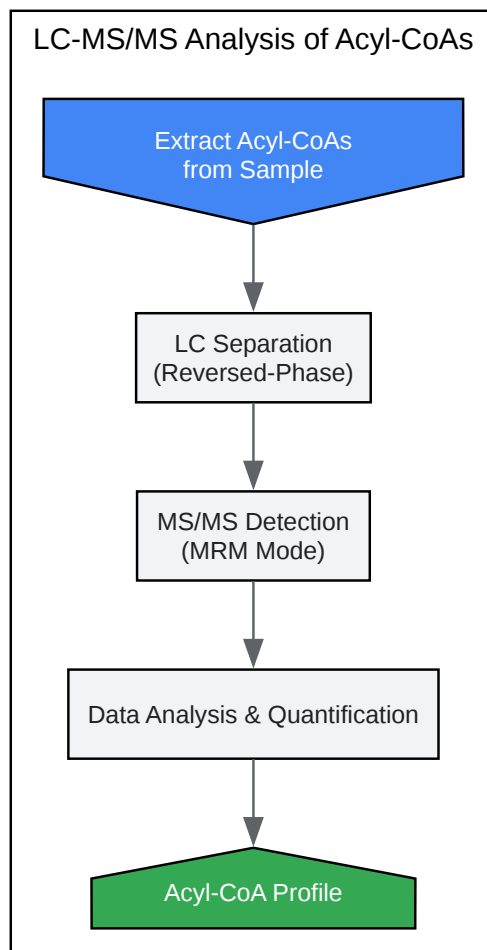 LC-MS/MS Analysis of Acyl-CoAs
Extract Acyl-CoAs
from Sample
LC Separation
(Reversed-Phase)
MS/MS Detection
(MRM Mode)
Data Analysis & Quantification
Acyl-CoA Profile